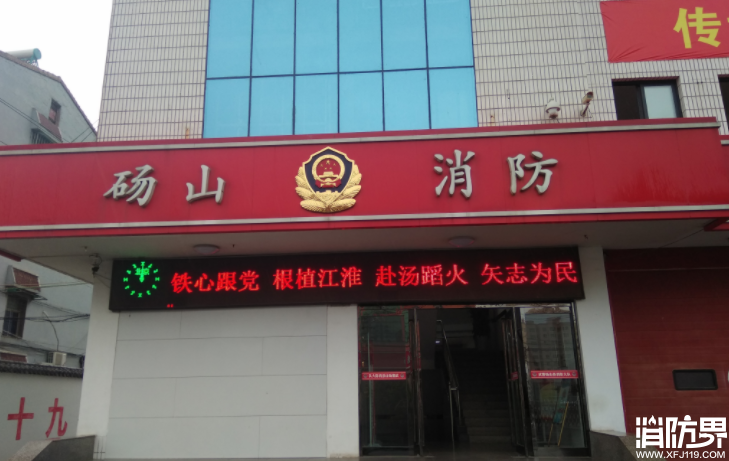 传
砀山 消防
铁心跟党 根植江淮 赴汤蹈火 矢志为民
十九
消防界
www.XFJ119.com